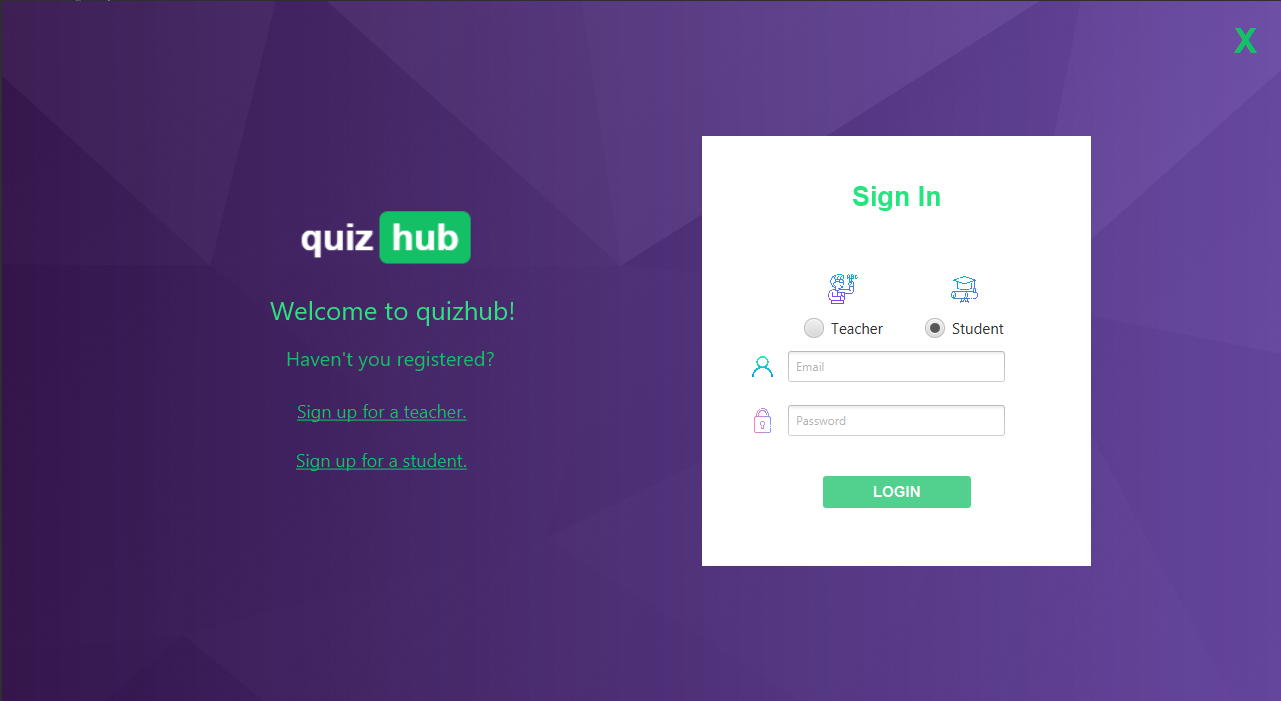 X
quiz hub
Welcome to quizhub!
Haven't you registered?
Sign up for a teacher.
Sign up for a student.
Sign In
Teacher
Student
Email
Password
LOGIN